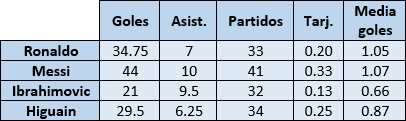 Goles Asist. Partidos Tarj. Media goles
Ronaldo 34.75 7 33 0.20 1.05
Messi 44 10 41 0.33 1.07
Ibrahimovic 21 9.5 32 0.13 0.66
Higuain 29.5 6.25 34 0.25 0.87